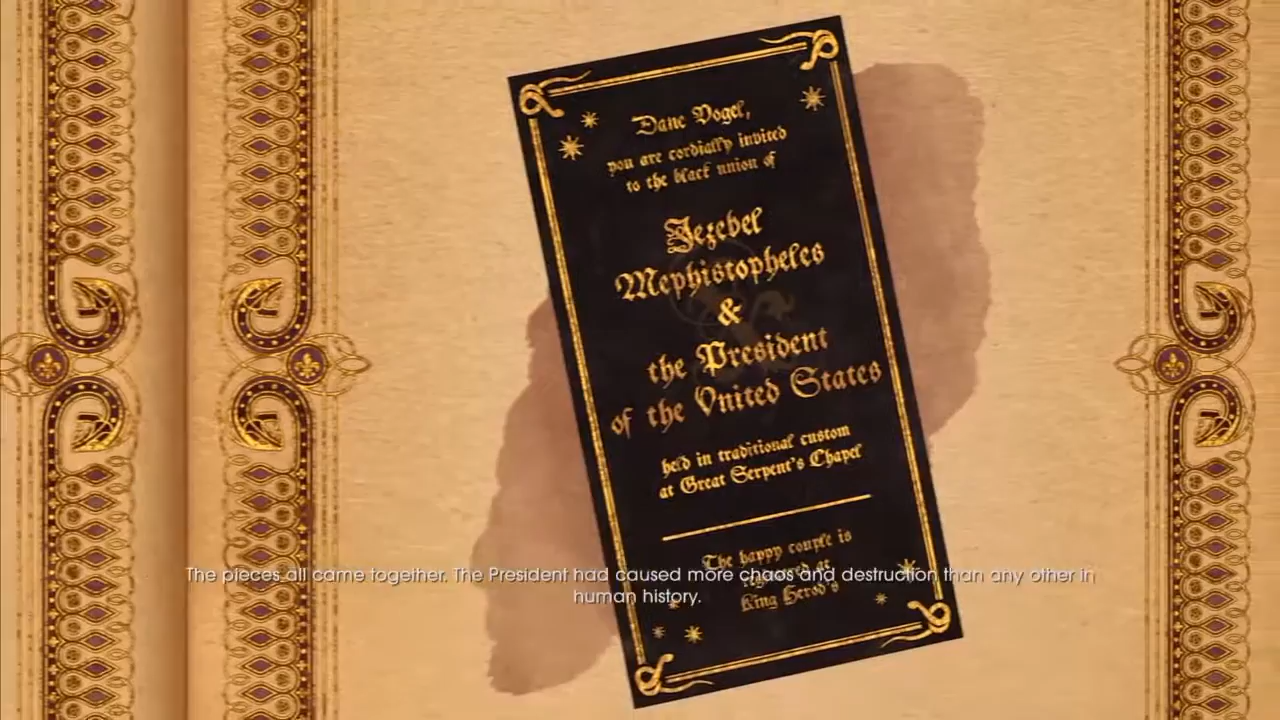 Dane Vogel,
you are cordially invited
to the black union of
Jezebel
Mephistopheles
&
the President
of the United States
held in traditional custom
at Great Serpent's Chapel
The happy couple is
registered at
King Herod's
The pieces all came together. The President had caused more chaos and destruction than any other in
human history.